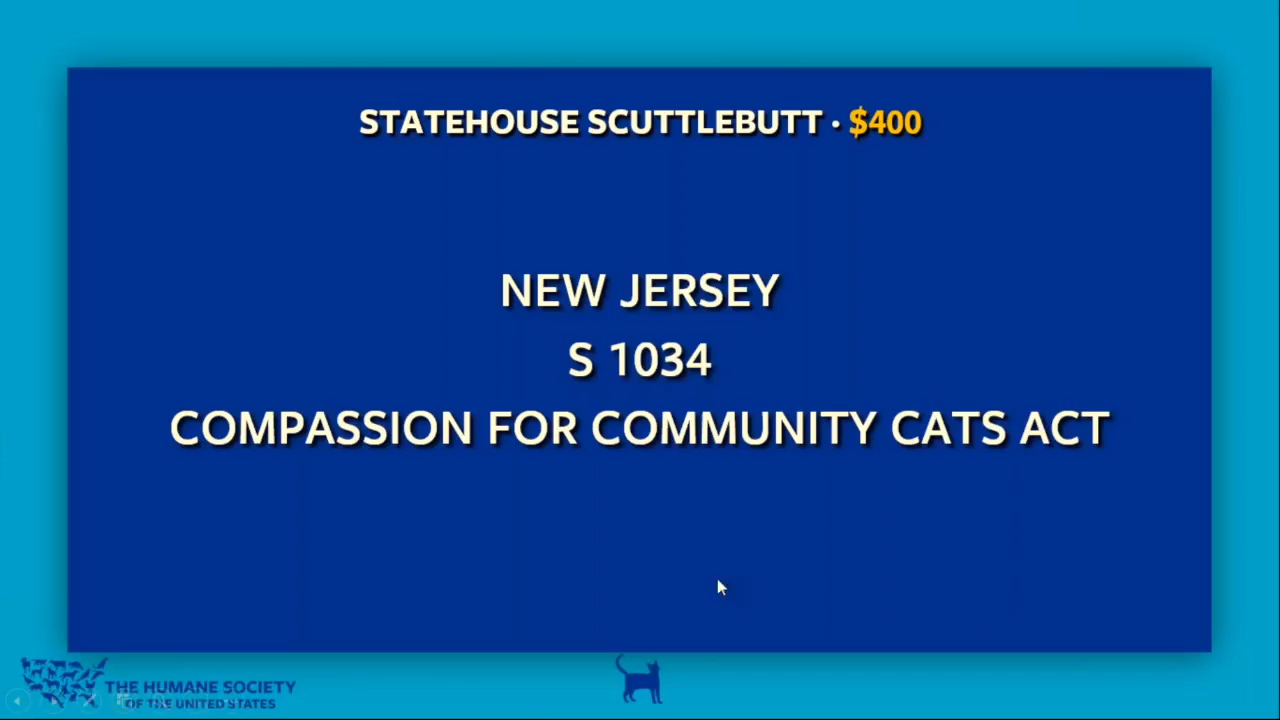 STATEHOUSE SCUTTLEBUTT · $400
NEW JERSEY
S 1034
COMPASSION FOR COMMUNITY CATS ACT
THE HUMANE SOCIETY
OF THE UNITED STATES